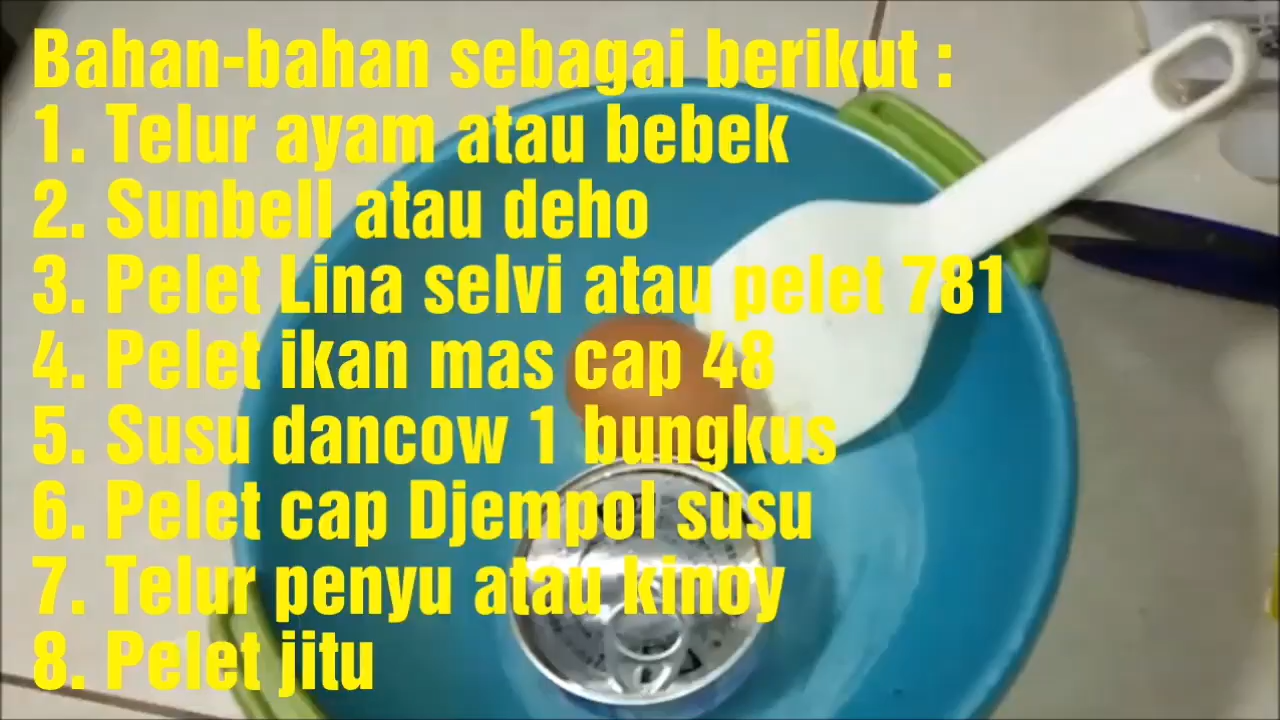 Bahan-bahan sebagai berikut :
1. Telur ayam atau bebek
2. Sunbell atau deho
3. Pelet Lina selvi atau pelet 781
4. Pelet ikan mas cap 48
5. Susu dancow 1 bungkus
6. Pelet cap Djempol susu
7. Telur penyu atau kinoy
8. Pelet jitu